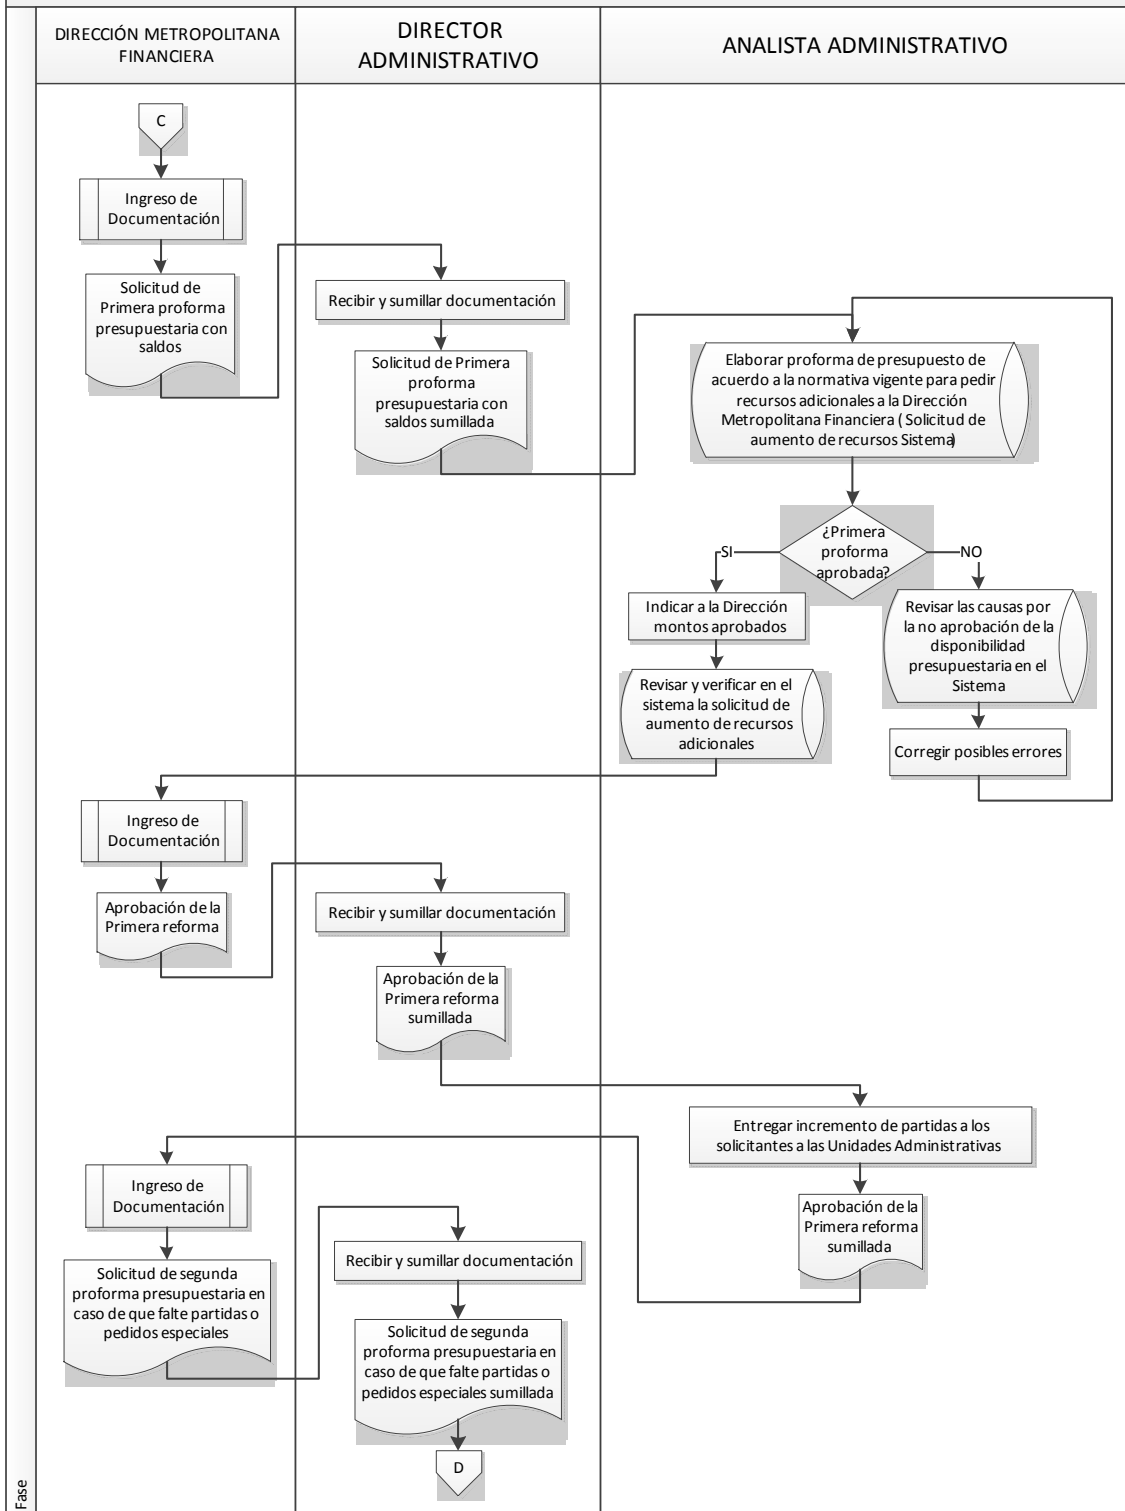 DIRECCIÓN METROPOLITANA
FINANCIERA
DIRECTOR
ADMINISTRATIVO
ANALISTA ADMINISTRATIVO
C
Ingreso de
Documentación
Solicitud de
Primera proforma
presupuestaria con
saldos
Recibir y sumillar documentación
Solicitud de Primera
proforma
presupuestaria con
saldos sumillada
Elaborar proforma de presupuesto de
acuerdo a la normativa vigente para pedir
recursos adicionales a la Dirección
Metropolitana Financiera ( Solicitud de
aumento de recursos Sistema)
¿Primera
proforma
aprobada?
SI
NO
Indicar a la Dirección
montos aprobados
Revisar las causas por
la no aprobación de la
disponibilidad
presupuestaria en el
Sistema
Revisar y verificar en el
sistema la solicitud de
aumento de recursos
adicionales
Corregir posibles errores
Ingreso de
Documentación
Aprobación de la
Primera reforma
Recibir y sumillar documentación
Aprobación de la
Primera reforma
sumillada
Entregar incremento de partidas a los
solicitantes a las Unidades Administrativas
Aprobación de la
Primera reforma
sumillada
Ingreso de
Documentación
Solicitud de segunda
proforma presupuestaria en
caso de que falte partidas o
pedidos especiales
Recibir y sumillar documentación
Solicitud de segunda
proforma presupuestaria en
caso de que falte partidas o
pedidos especiales sumillada
D
Fase